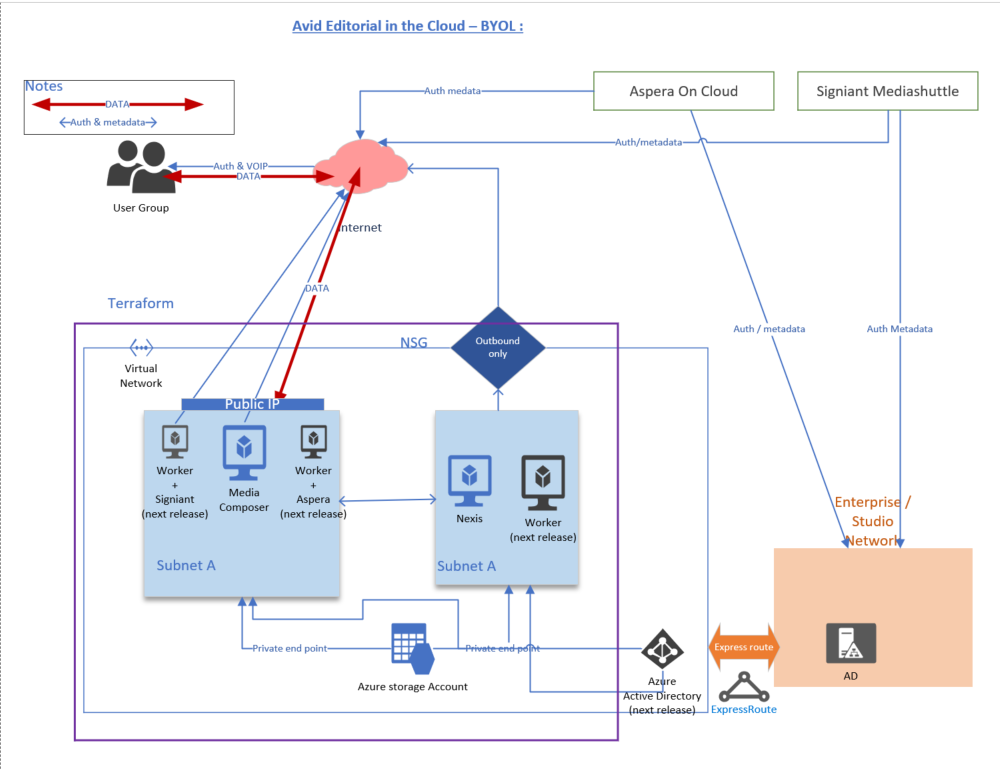 Avid Editorial in the Cloud – BYOL :
Notes
DATA
Auth & metadata
Auth medata
Aspera On Cloud
Signiant Mediashuttle
Auth/metadata
Auth & VOIP
DATA
User Group
Internet
DATA
Terraform
Auth / metadata
Auth Metadata
NSG
Outbound
only
Virtual
Network
Public IP
Worker
+
Signiant
(next release)
Media
Composer
Worker
+
Aspera
(next release)
Subnet A
Nexis
Worker
(next release)
Subnet A
Enterprise /
Studio
Network
Private end point
Private end point
Azure storage Account
Azure
Active Directory
(next release)
Express route
ExpressRoute
AD